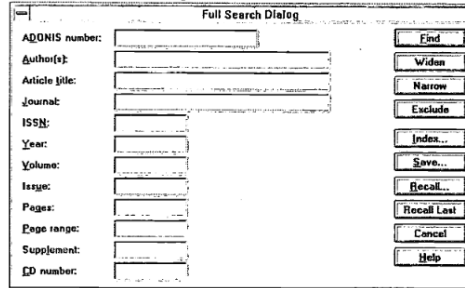 Full Search Dialog
ADONIS number:
Author(s):
Article title:
Journal:
ISSN:
Year:
Volume:
Issue:
Pages:
Page range:
Supplement:
CD number:
Find
Widen
Narrow
Exclude
Index...
Save...
Recall...
Recall Last
Cancel
Help